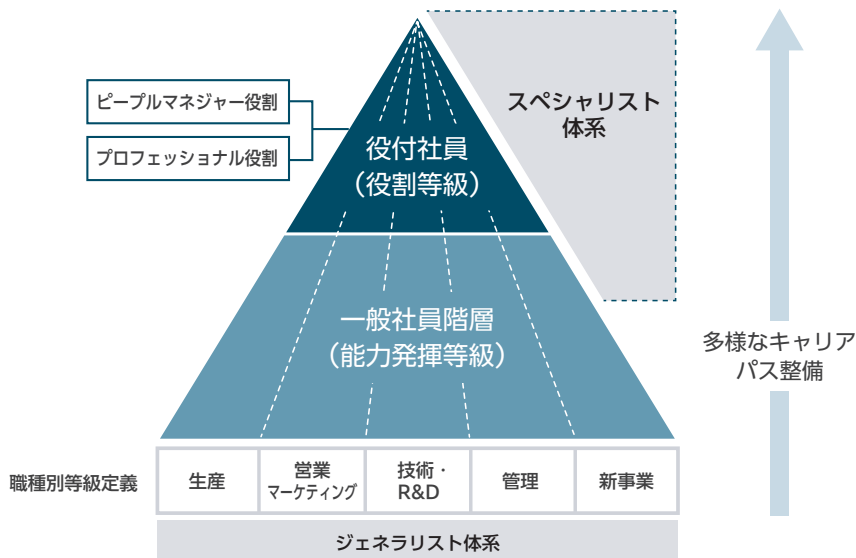 ピープルマネジャー役割
プロフェッショナル役割
役付社員
（役割等級）
スペシャリスト
体系
一般社員階層
（能力発揮等級）
多様なキャリア
パス整備
職種別等級定義
生産
営業
マーケティング
技術・
R&D
管理
新事業
ジェネラリスト体系